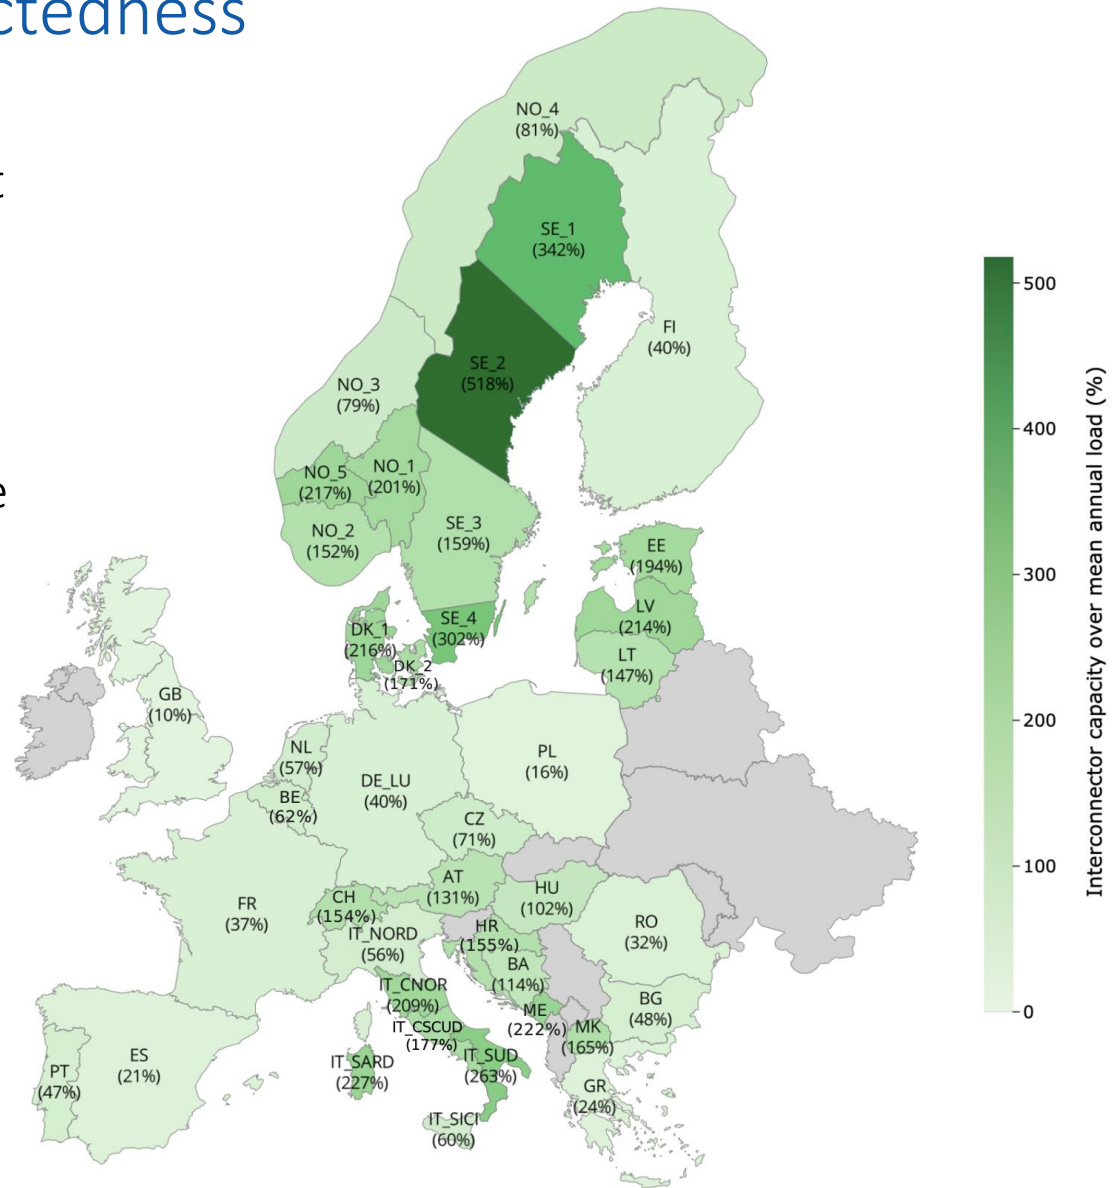 ctedness
t
e
NO_4
(81%)
SE_1
(342%)
FI
(40%)
SE_2
(518%)
NO_3
(79%)
NO_5
(217%)
NO_1
(201%)
NO_2
(152%)
SE_3
(159%)
EE
(194%)
LV
(214%)
LT
(147%)
SE_4
(302%)
DK_1
(216%)
DK_2
(171%)
GB
(10%)
NL
(57%)
BE
(62%)
DE_LU
(40%)
PL
(16%)
CZ
(71%)
AT
(131%)
HU
(102%)
CH
(154%)
FR
(37%)
IT_NORD
(56%)
HR
(155%)
RO
(32%)
BA
(114%)
IT_CNOR
(209%)
ME
(222%)
BG
(48%)
MK
(165%)
IT_CSCUD
(177%)
IT_SUD
(263%)
IT_SARD
(227%)
ES
(21%)
PT
(47%)
GR
(24%)
IT_SICI
(60%)
500
400
300
200
100
0
Interconnector capacity over mean annual load (%)